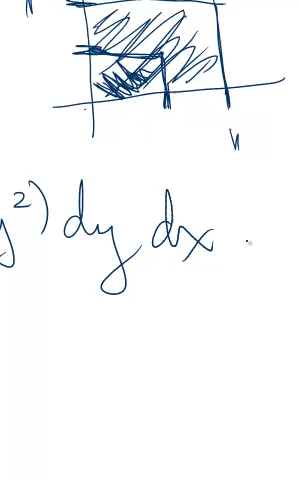 y²) dy dx .